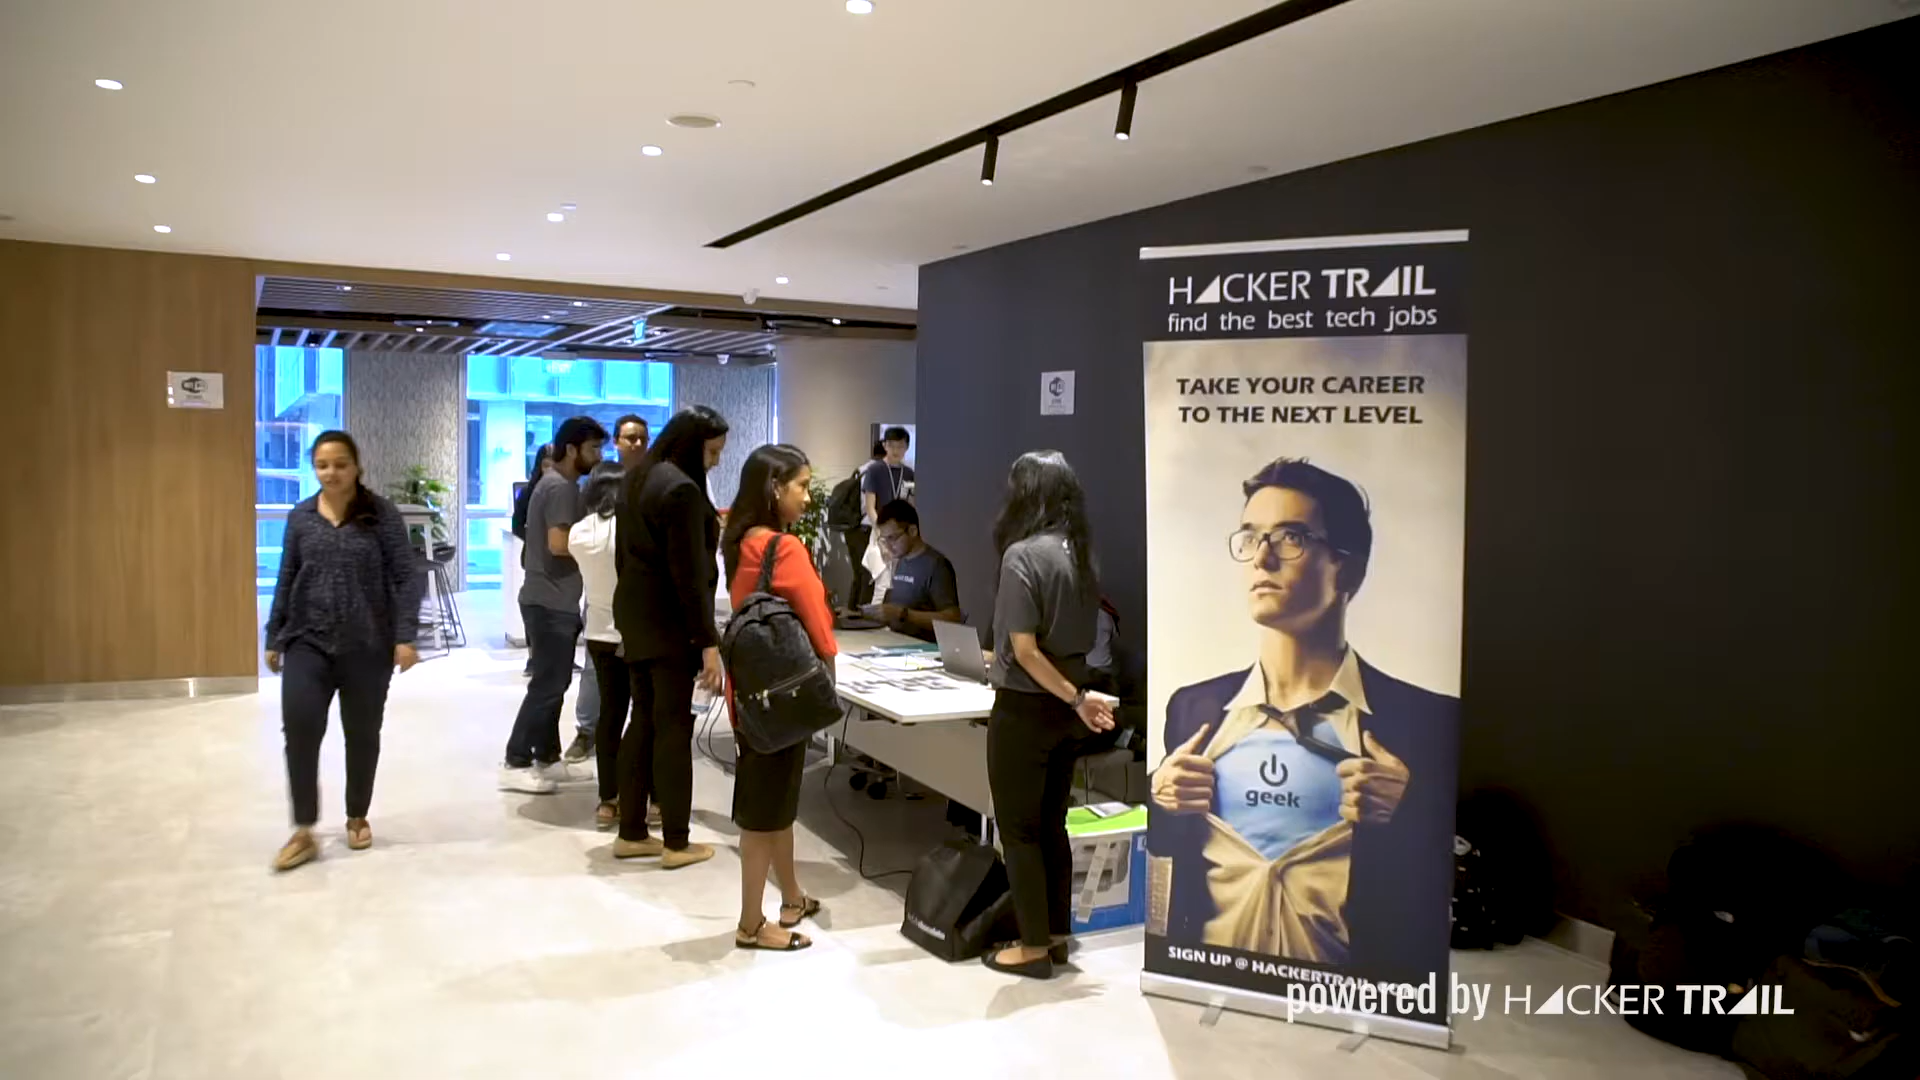 HACKER TRAIL
find the best tech jobs
TAKE YOUR CAREER
TO THE NEXT LEVEL
geek
SIGN UP @ HACKERTRAIL.COM
powered by HACKER TRAIL